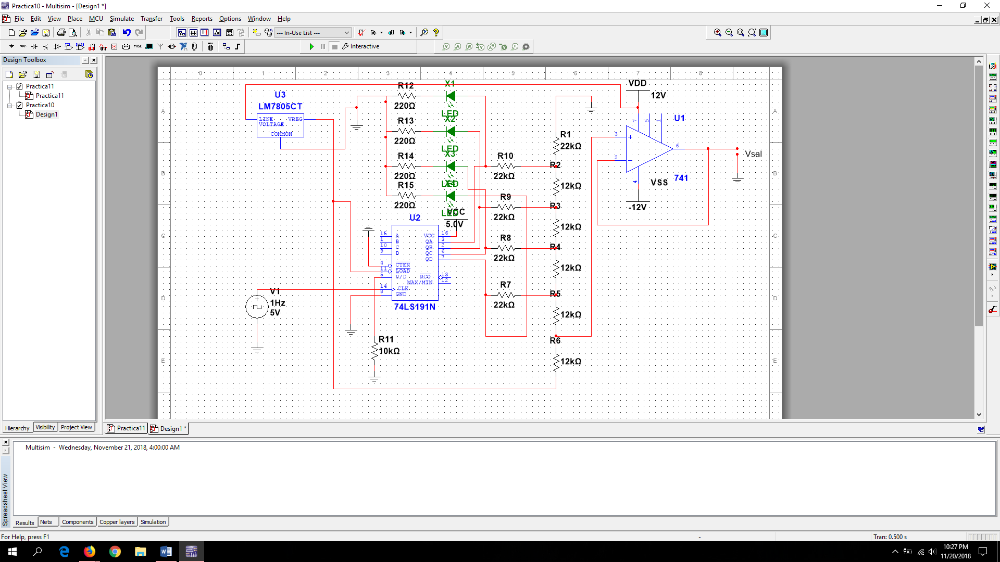 Practica10 - Multisim - [Design1 *]
File Edit View Place MCU Simulate Transfer Tools Reports Options Window Help
--- In-Use List ---
Interactive
Design Toolbox
Practica11
Practica11
Practica10
Design1
Hierarchy Visibility Project View
0 1 2 3 4 5 6 7 8
A
B
C
D
E
A
B
C
D
E
U3
LM7805CT
LINE VREG
VOLTAGE
COMMON
R12
220Ω
R13
220Ω
R14
220Ω
R15
220Ω
X1
LED
X2
LED
X3
LED
X4
LED
VCC
5.0V
U2
15 A VCC 16
1 B QA 3
10 C QB 2
9 D QC 6
QD 7
4 CTEN
11 LOAD
5 U/D RCO 13
MAX/MIN 12
14 CLK
8 GND
74LS191N
V1
1Hz
5V
R11
10kΩ
R10
22kΩ
R9
22kΩ
R8
22kΩ
R7
22kΩ
R1
22kΩ
R2
12kΩ
R3
12kΩ
R4
12kΩ
R5
12kΩ
R6
12kΩ
VDD
12V
U1
7 5 1
3
2
6
4
741
VSS
-12V
Vsal
Practica11 Design1 *
Multisim - Wednesday, November 21, 2018, 4:00:00 AM
Spreadsheet View
Results Nets Components Copper layers Simulation
For Help, press F1
-
Tran: 0.500 s
10:27 PM
11/20/2018